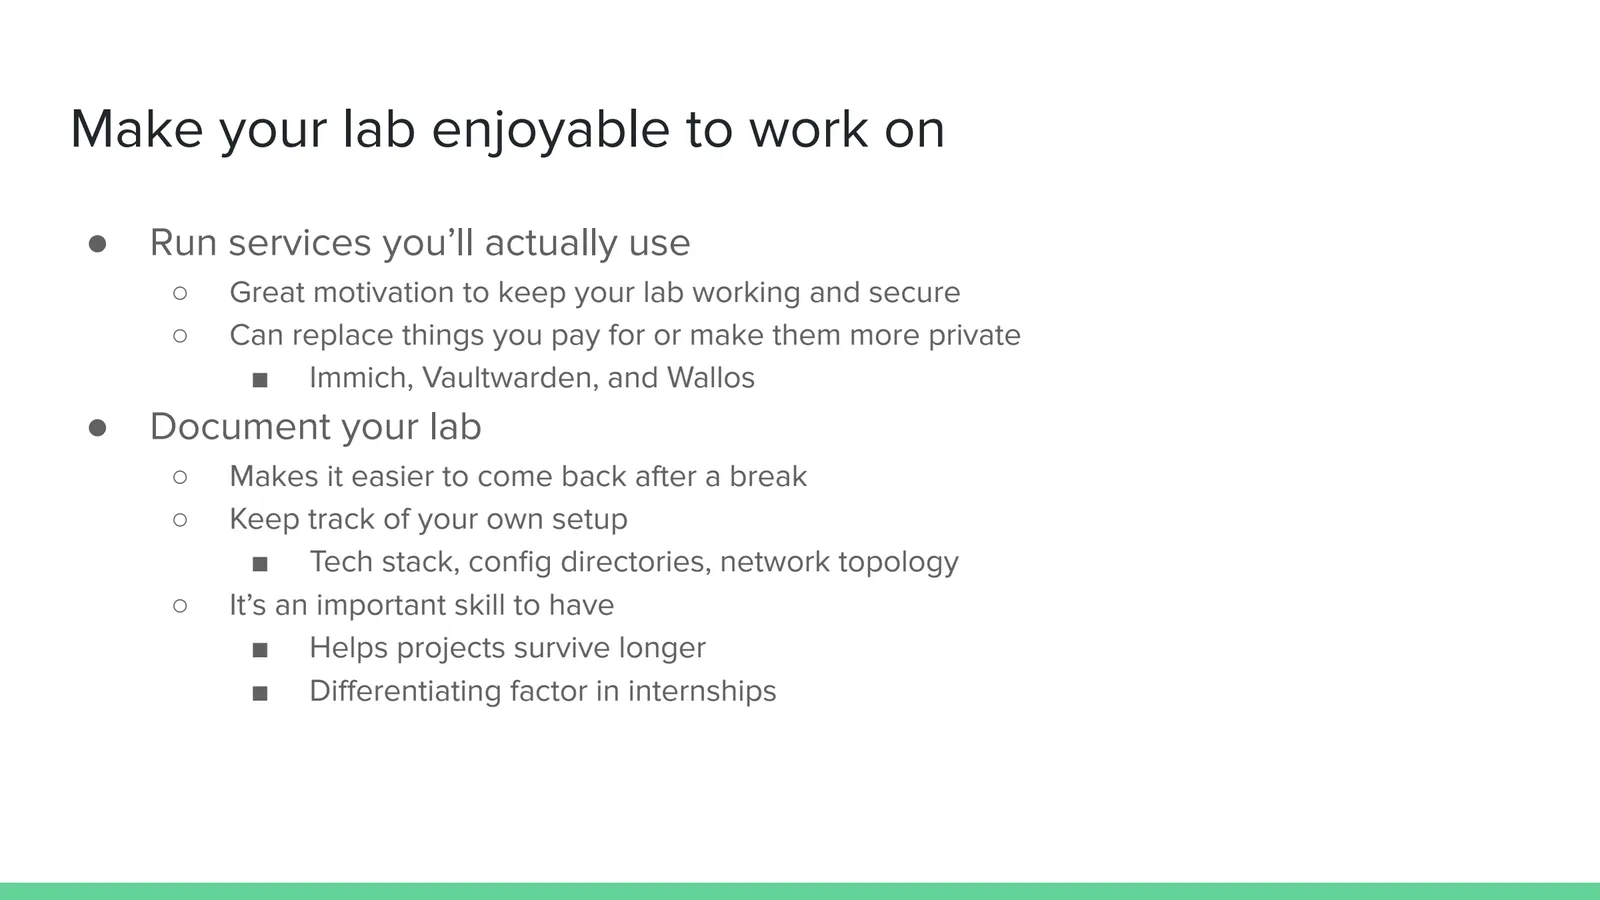 Make your lab enjoyable to work on
● Run services you’ll actually use
○ Great motivation to keep your lab working and secure
○ Can replace things you pay for or make them more private
■ Immich, Vaultwarden, and Wallos
● Document your lab
○ Makes it easier to come back after a break
○ Keep track of your own setup
■ Tech stack, config directories, network topology
○ It’s an important skill to have
■ Helps projects survive longer
■ Differentiating factor in internships